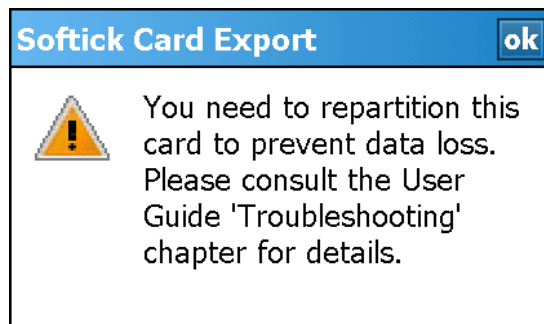 Softick Card Export ok
You need to repartition this
card to prevent data loss.
Please consult the User
Guide 'Troubleshooting'
chapter for details.